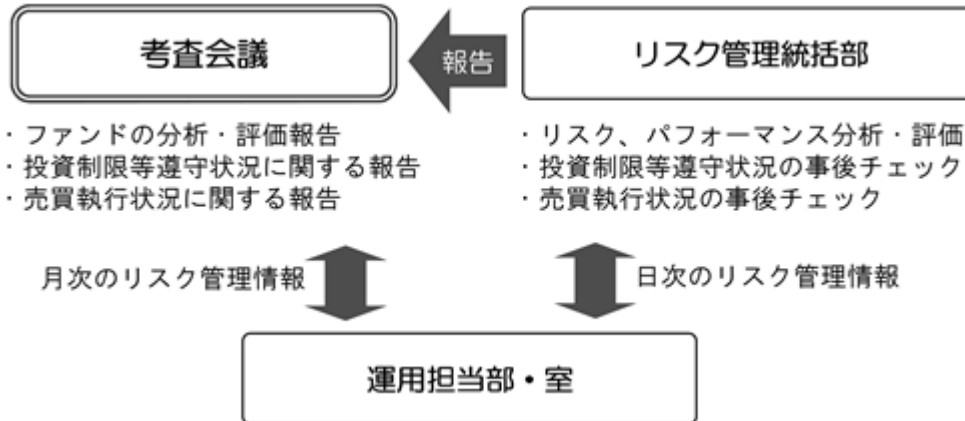 考査会議
報告
リスク管理統括部
・ファンドの分析・評価報告
・投資制限等遵守状況に関する報告
・売買執行状況に関する報告
・リスク、パフォーマンス分析・評価
・投資制限等遵守状況の事後チェック
・売買執行状況の事後チェック
月次のリスク管理情報
日次のリスク管理情報
運用担当部・室